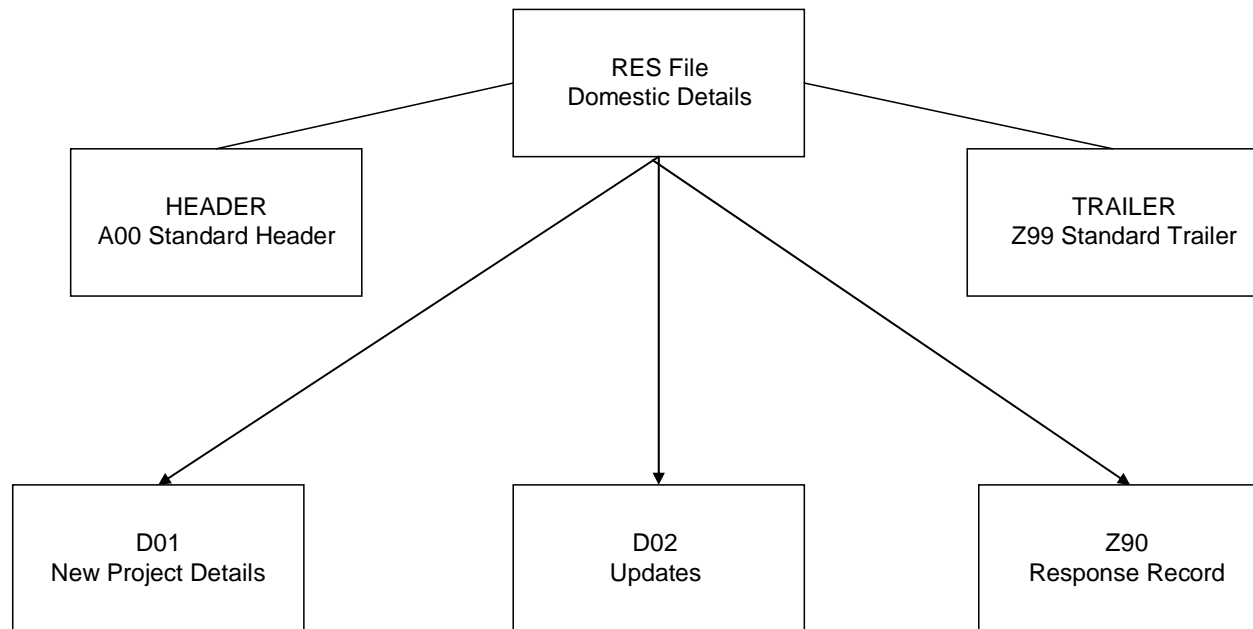 RES File
Domestic Details
HEADER
A00 Standard Header
TRAILER
Z99 Standard Trailer
D01
New Project Details
D02
Updates
Z90
Response Record